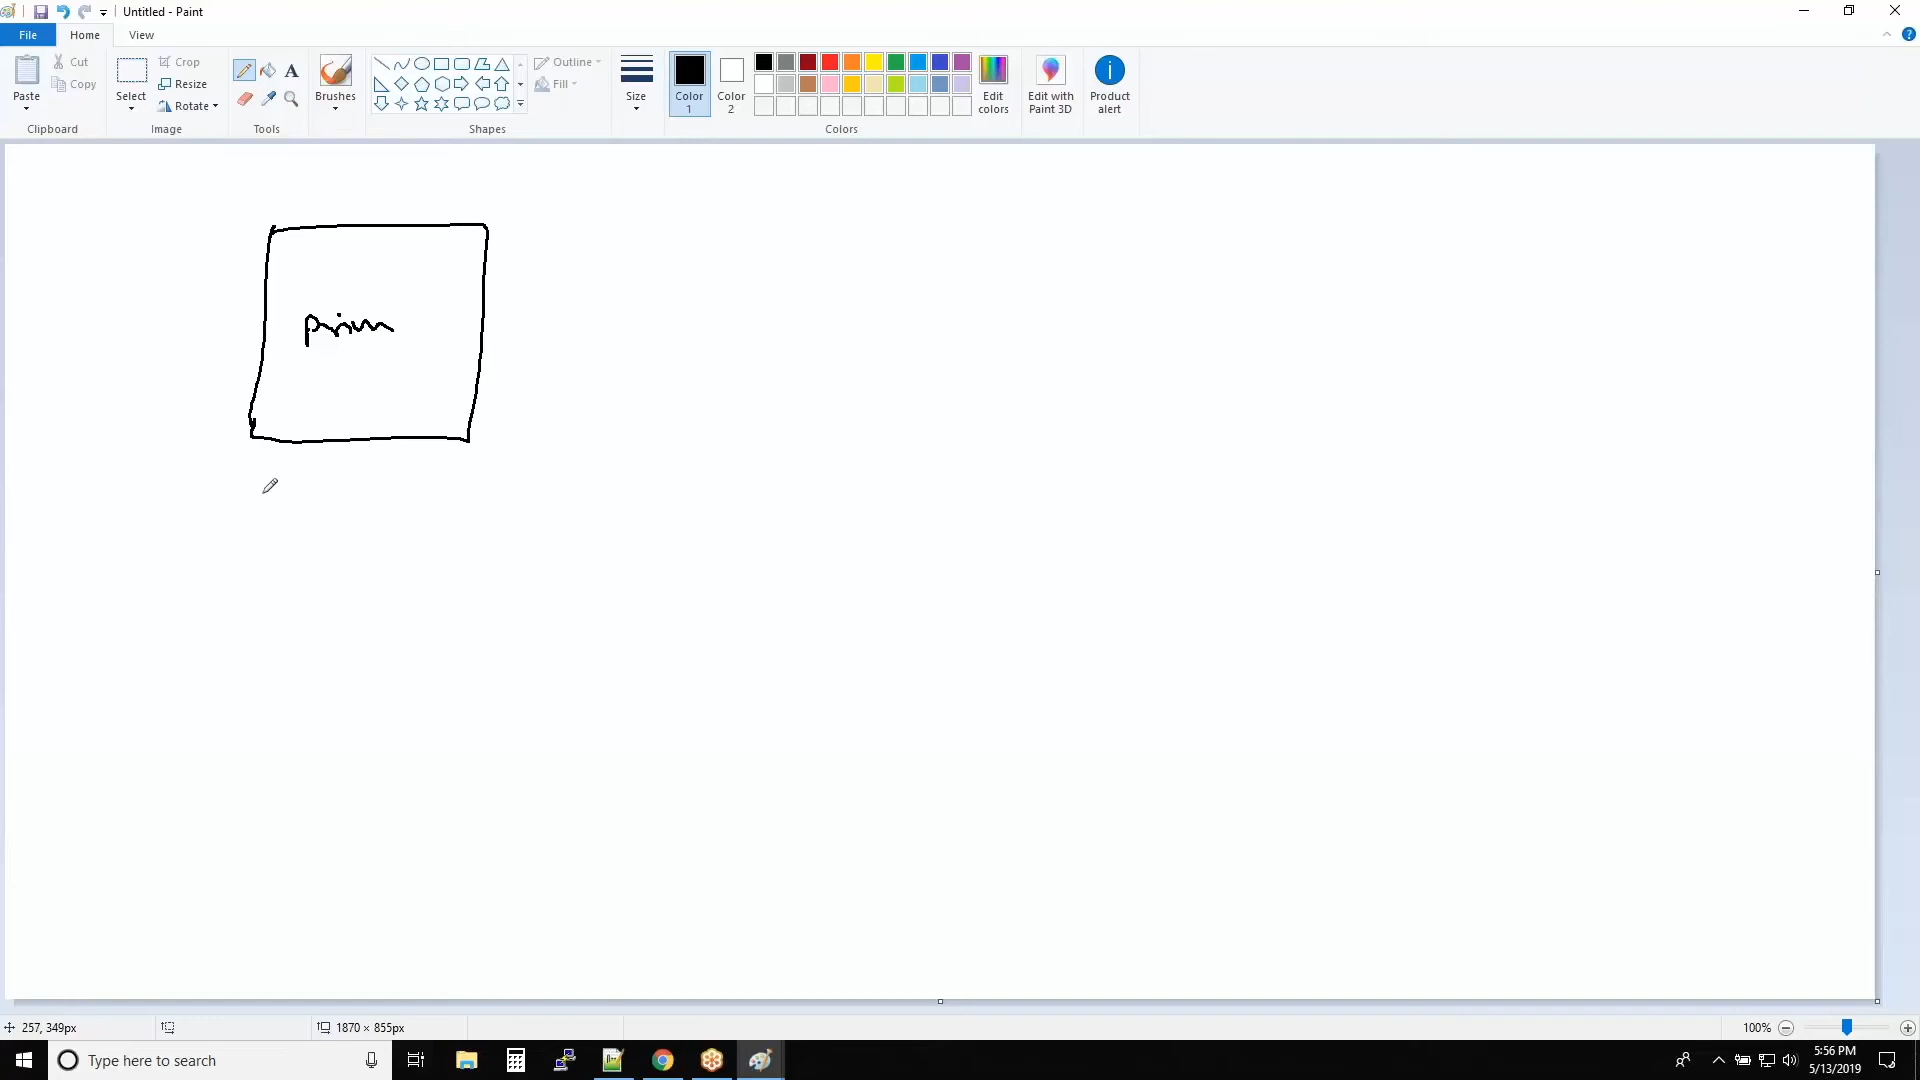 Untitled - Paint
File
Home
View
Paste
Cut
Copy
Clipboard
Select
Crop
Resize
Rotate
Image
A
Tools
Brushes
Shapes
Outline
Fill
Size
Color 1
Color 2
Edit colors
Colors
Edit with Paint 3D
Product alert
257, 349px
1870 × 855px
100%
Type here to search
5:56 PM
5/13/2019